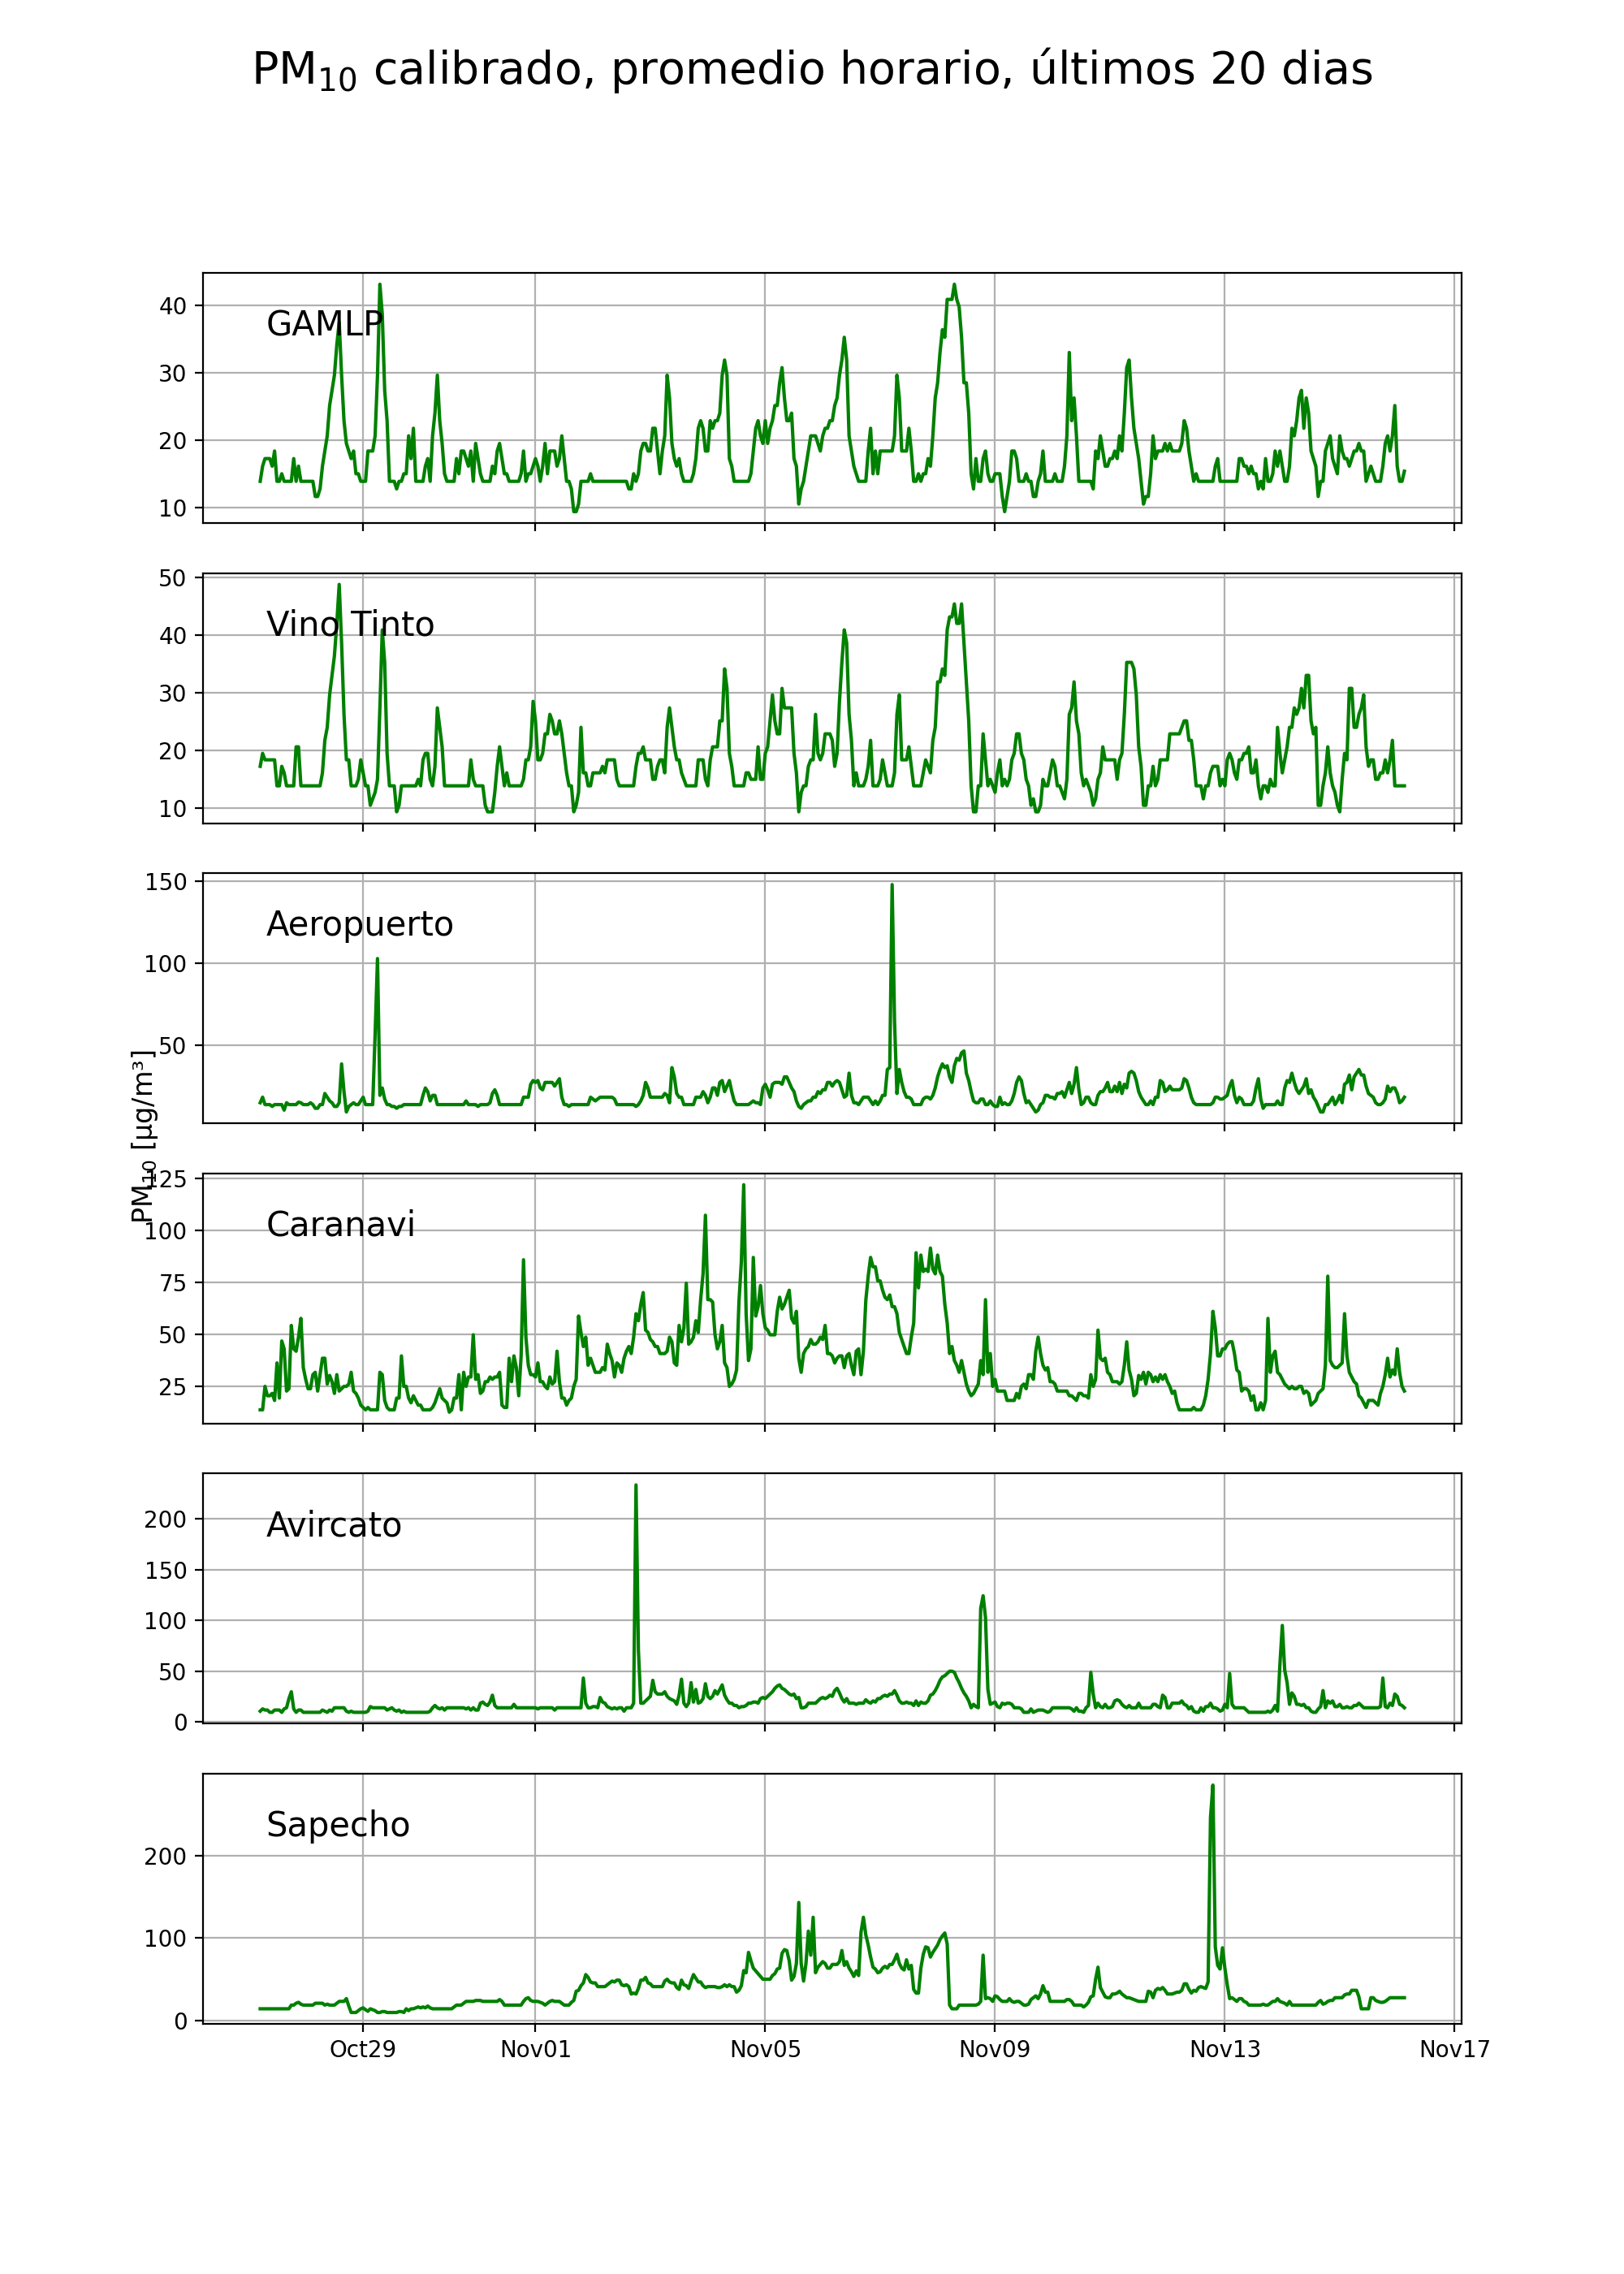 PM₁₀ calibrado, promedio horario, últimos 20 dias
GAMLP
40
30
20
10
Vino Tinto
50
40
30
20
10
Aeropuerto
150
100
50
PM₁₀ [µg/m³]
Caranavi
125
100
75
50
25
Avircato
200
150
100
50
0
Sapecho
200
100
0
Oct29 Nov01 Nov05 Nov09 Nov13 Nov17